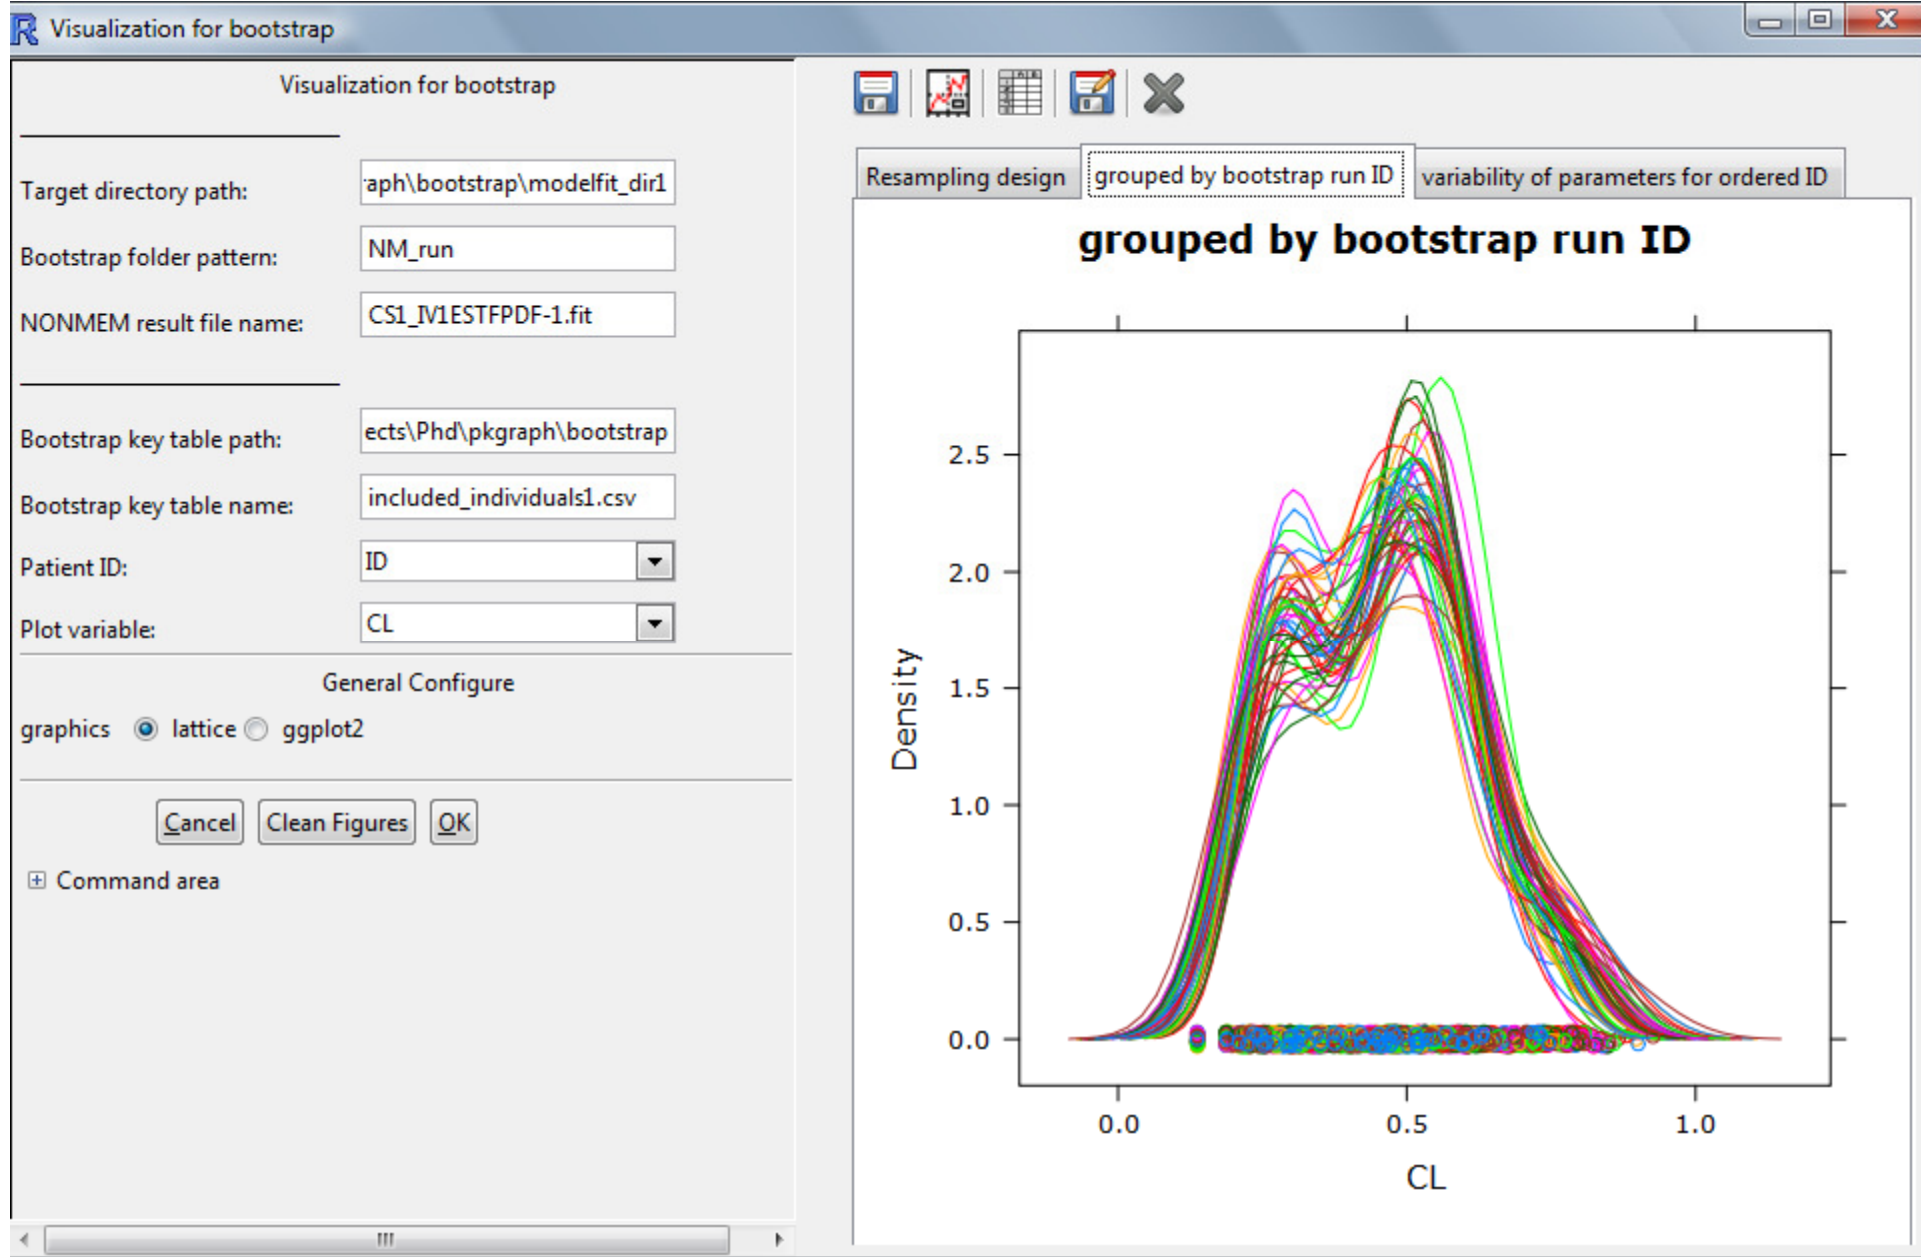 Visualization for bootstrap
Visualization for bootstrap
Target directory path:
raph\bootstrap\modelfit_dir1
Bootstrap folder pattern:
NM_run
NONMEM result file name:
CS1_IV1ESTFPDF-1.fit
Bootstrap key table path:
ects\Phd\pkgraph\bootstrap
Bootstrap key table name:
included_individuals1.csv
Patient ID:
ID
Plot variable:
CL
General Configure
graphics lattice ggplot2
Cancel Clean Figures OK
Command area
Resampling design grouped by bootstrap run ID variability of parameters for ordered ID
grouped by bootstrap run ID
2.5
2.0
1.5
1.0
0.5
0.0
Density
0.0 0.5 1.0
CL